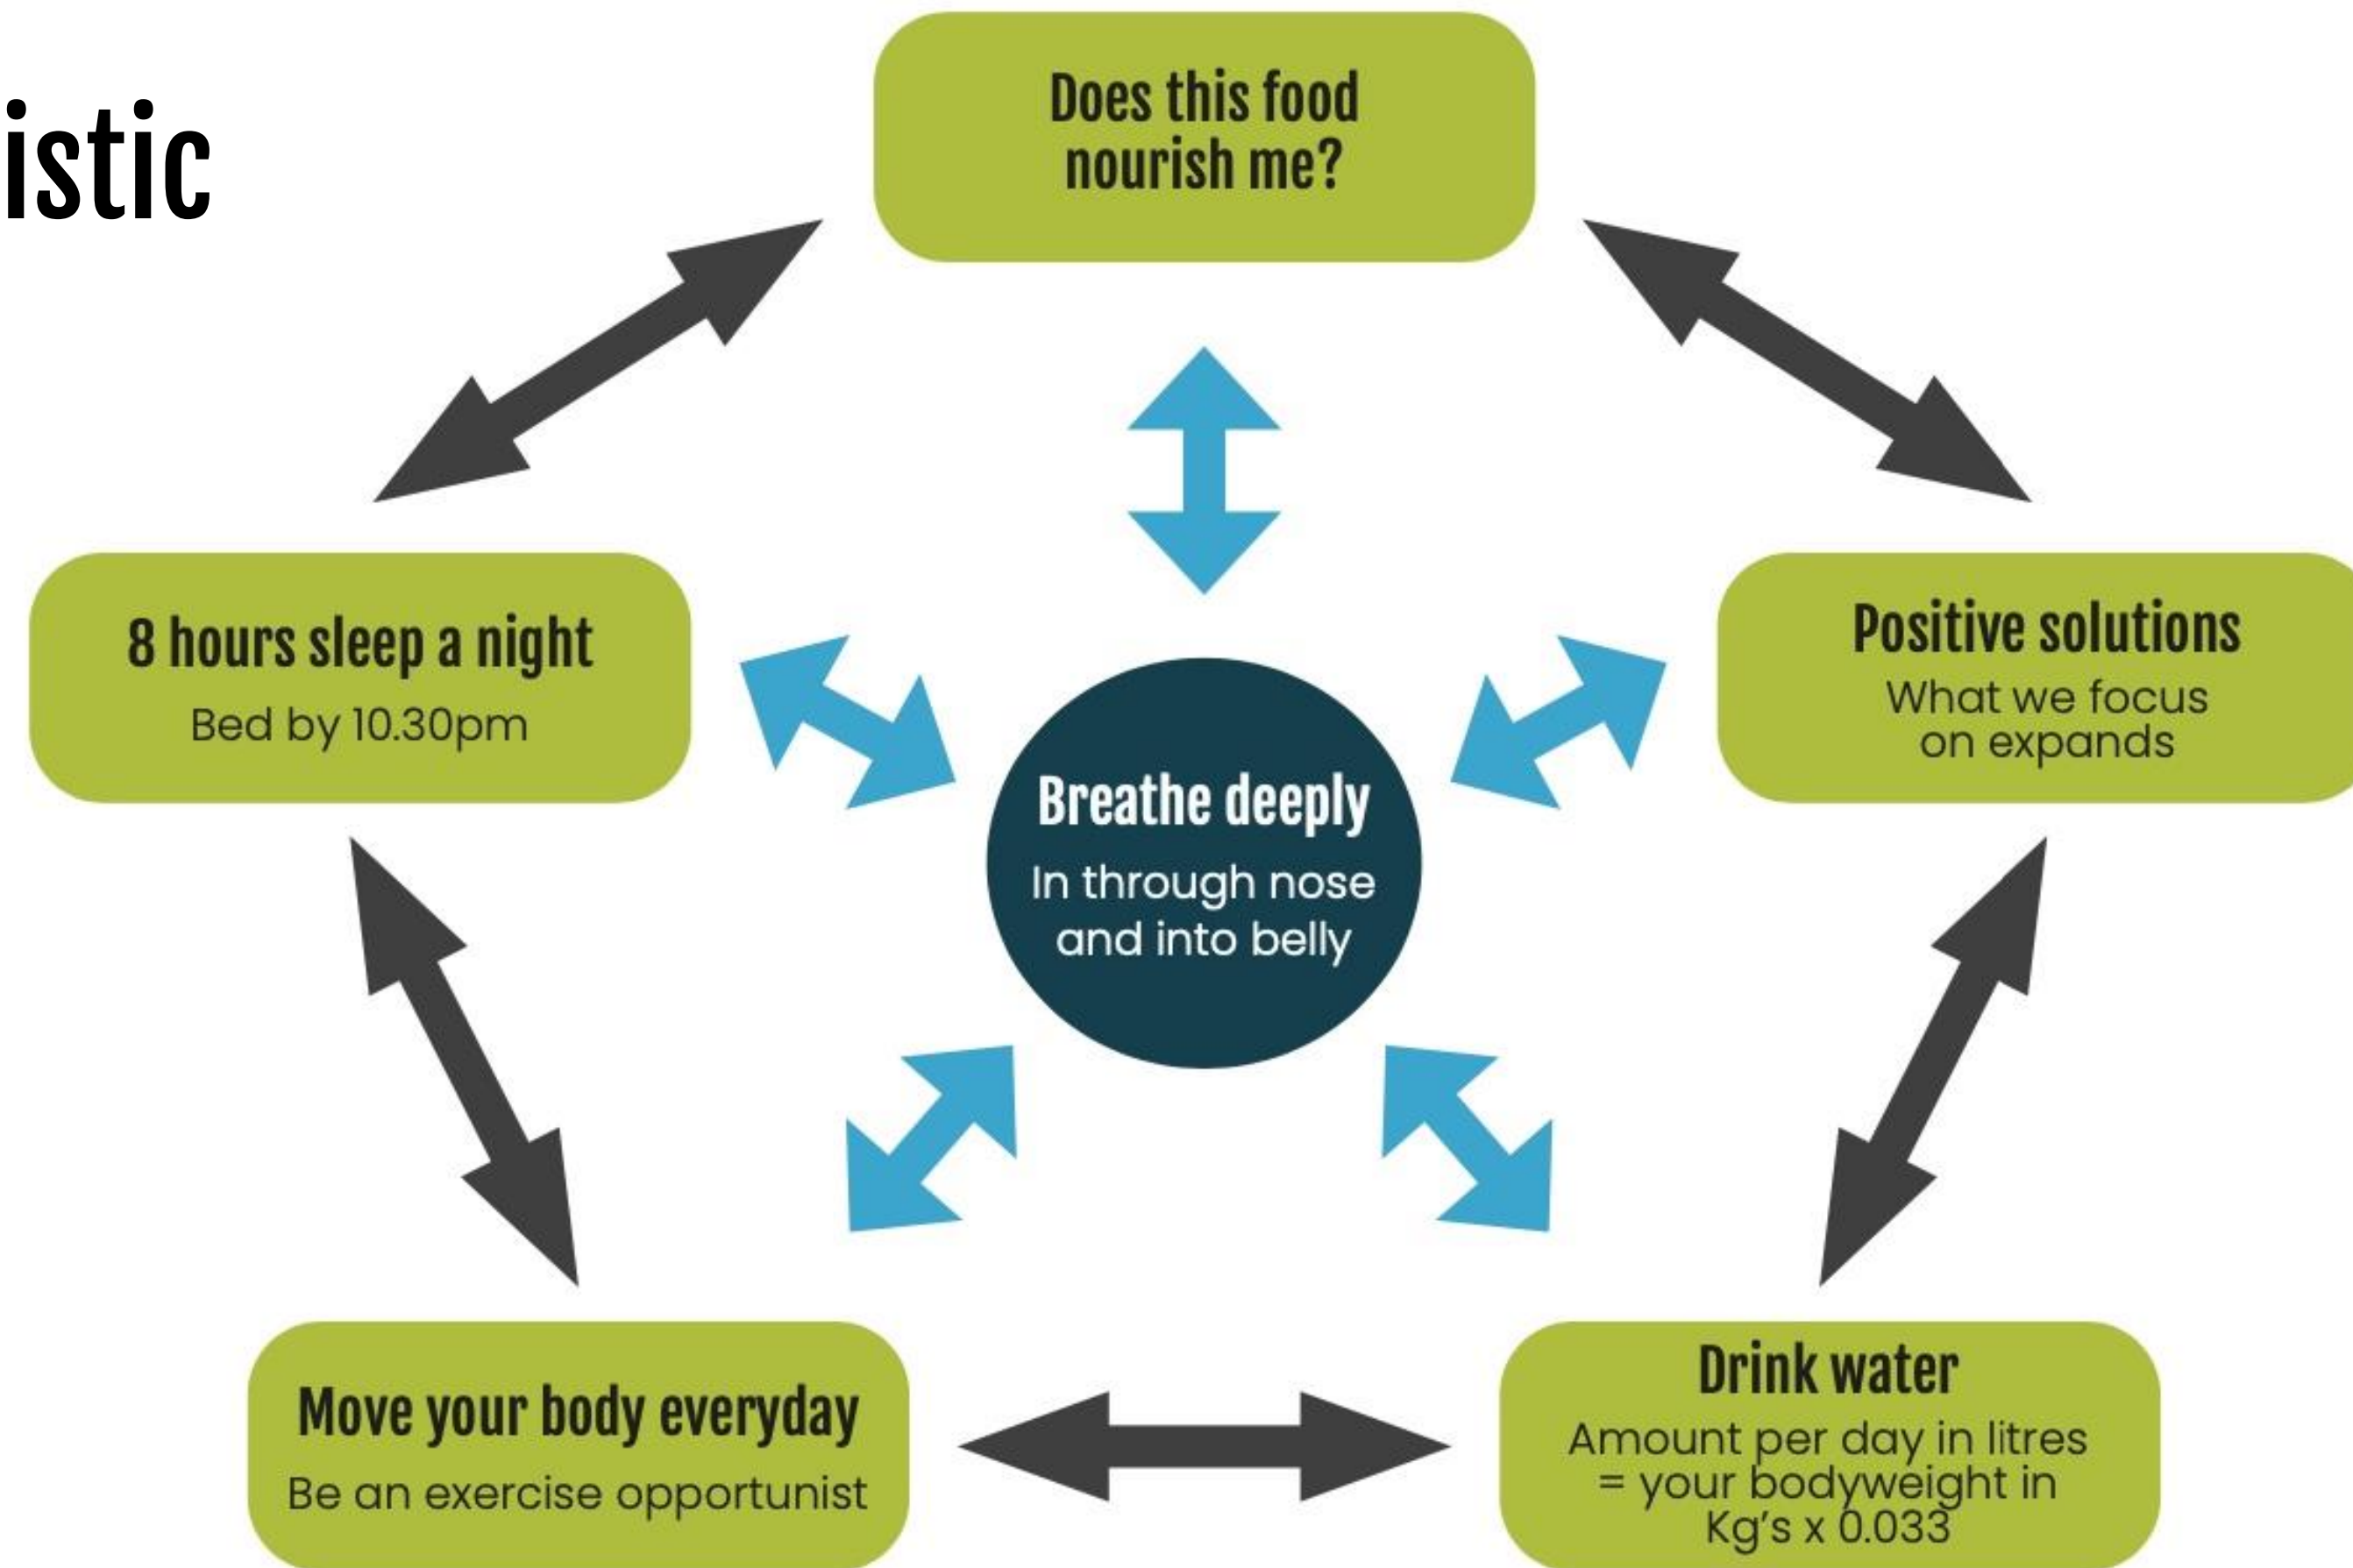 istic
Does this food
nourish me?
8 hours sleep a night
Bed by 10.30pm
Positive solutions
What we focus
on expands
Breathe deeply
In through nose
and into belly
Move your body everyday
Be an exercise opportunist
Drink water
Amount per day in litres
= your bodyweight in
Kg's x 0.033